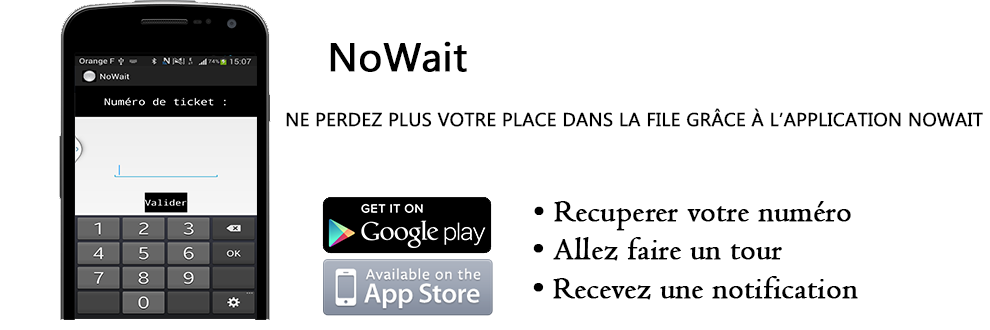 Orange F 74% 15:07
NoWait
Numéro de ticket :
Valider
1 2 3
4 5 6 OK
7 8 9
0
NoWait
NE PERDEZ PLUS VOTRE PLACE DANS LA FILE GRÂCE À L’APPLICATION NOWAIT
GET IT ON
Google play
Available on the
App Store
• Recuperer votre numéro
• Allez faire un tour
• Recevez une notification